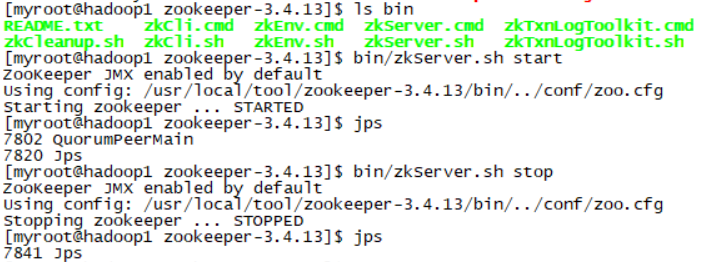 [myroot@hadoop1 zookeeper-3.4.13]$ ls bin
README.txt zkCli.cmd zkEnv.cmd zkServer.cmd zkTxnLogToolkit.cmd
zkCleanup.sh zkCli.sh zkEnv.sh zkServer.sh zkTxnLogToolkit.sh
[myroot@hadoop1 zookeeper-3.4.13]$ bin/zkServer.sh start
ZooKeeper JMX enabled by default
Using config: /usr/local/tool/zookeeper-3.4.13/bin/../conf/zoo.cfg
Starting zookeeper ... STARTED
[myroot@hadoop1 zookeeper-3.4.13]$ jps
7802 QuorumPeerMain
7820 Jps
[myroot@hadoop1 zookeeper-3.4.13]$ bin/zkServer.sh stop
ZooKeeper JMX enabled by default
Using config: /usr/local/tool/zookeeper-3.4.13/bin/../conf/zoo.cfg
Stopping zookeeper ... STOPPED
[myroot@hadoop1 zookeeper-3.4.13]$ jps
7841 Jps